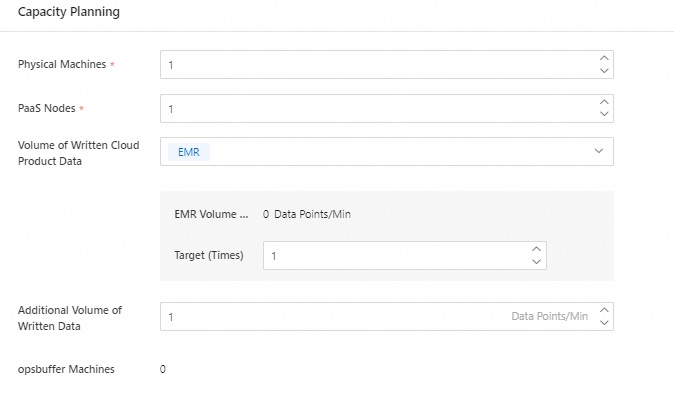 Capacity Planning
Physical Machines *
1
PaaS Nodes *
1
Volume of Written Cloud
Product Data
EMR
EMR Volume ...
0 Data Points/Min
Target (Times)
1
Additional Volume of
Written Data
1
Data Points/Min
opsbuffer Machines
0